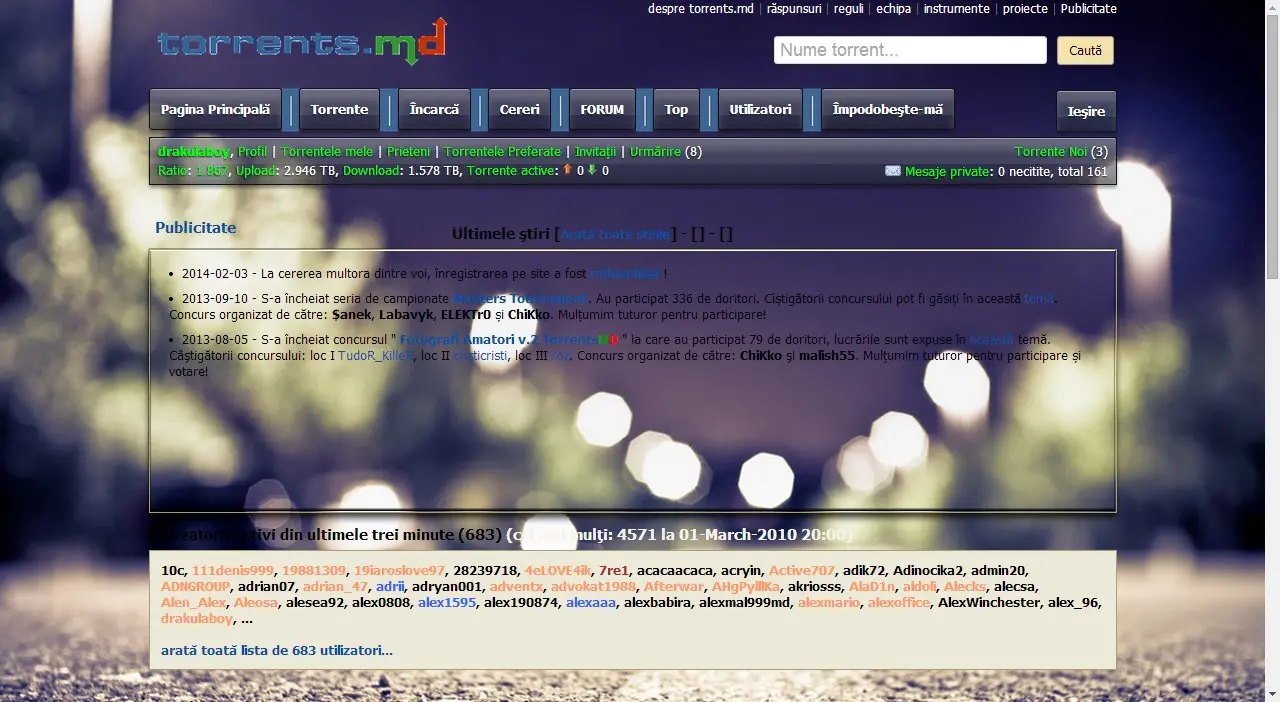 despre torrents.md | răspunsuri | reguli | echipa | instrumente | proiecte | Publicitate
torrents.md
Nume torrent...
Caută
Pagina Principală
Torrente
Încarcă
Cereri
FORUM
Top
Utilizatori
Împodobeşte-mă
Ieşire
drakulaboy, Profil | Torrentele mele | Prieteni | Torrentele Preferate | Invitaţii | Urmărire (8)
Torrente Noi (3)
Ratio: 1.867, Upload: 2.946 TB, Download: 1.578 TB, Torrente active: 0 0
Mesaje private: 0 necitite, total 161
Publicitate
Ultimele ştiri [Arată toate ştirile] - [] - []
• 2014-02-03 - La cererea multora dintre voi, înregistrarea pe site a fost !
• 2013-09-10 - S-a încheiat seria de campionate Masters Tournament. Au participat 336 de doritori. Cîştigătorii concursului pot fi găsiţi în această temă.
Concurs organizat de către: $anek, Labavyk, ELEKTr0 şi ChiKko. Mulţumim tuturor pentru participare!
• 2013-08-05 - S-a încheiat concursul " Fotografi Amatori v.2 TorrentsMD " la care au participat 79 de doritori, lucrările sunt expuse în această temă.
Câştigătorii concursului: loc I TudoR_KilleR, loc II cristicristi, loc III roz. Concurs organizat de către: ChiKko şi malish55. Mulţumim tuturor pentru participare şi
votare!
Utilizatori activi din ultimele trei minute (683) (cei mai mulţi: 4571 la 01-March-2010 20:00)
10c, 111denis999, 19881309, 19iaroslove97, 28239718, 4eLOVE4ik, 7re1, acacaacaca, acryin, Active707, adik72, Adinocika2, admin20,
ADNGROUP, adrian07, adrian_47, adrii, adryan001, adventx, advokat1988, Afterwar, AHgPylllKa, akriosss, AlaD1n, aldoli, Alecks, alecsa,
Alen_Alex, Aleosa, alesea92, alex0808, alex1595, alex190874, alexaaa, alexbabira, alexmal999md, alexmario, alexoffice, AlexWinchester, alex_96,
drakulaboy, ...
arată toată lista de 683 utilizatori...